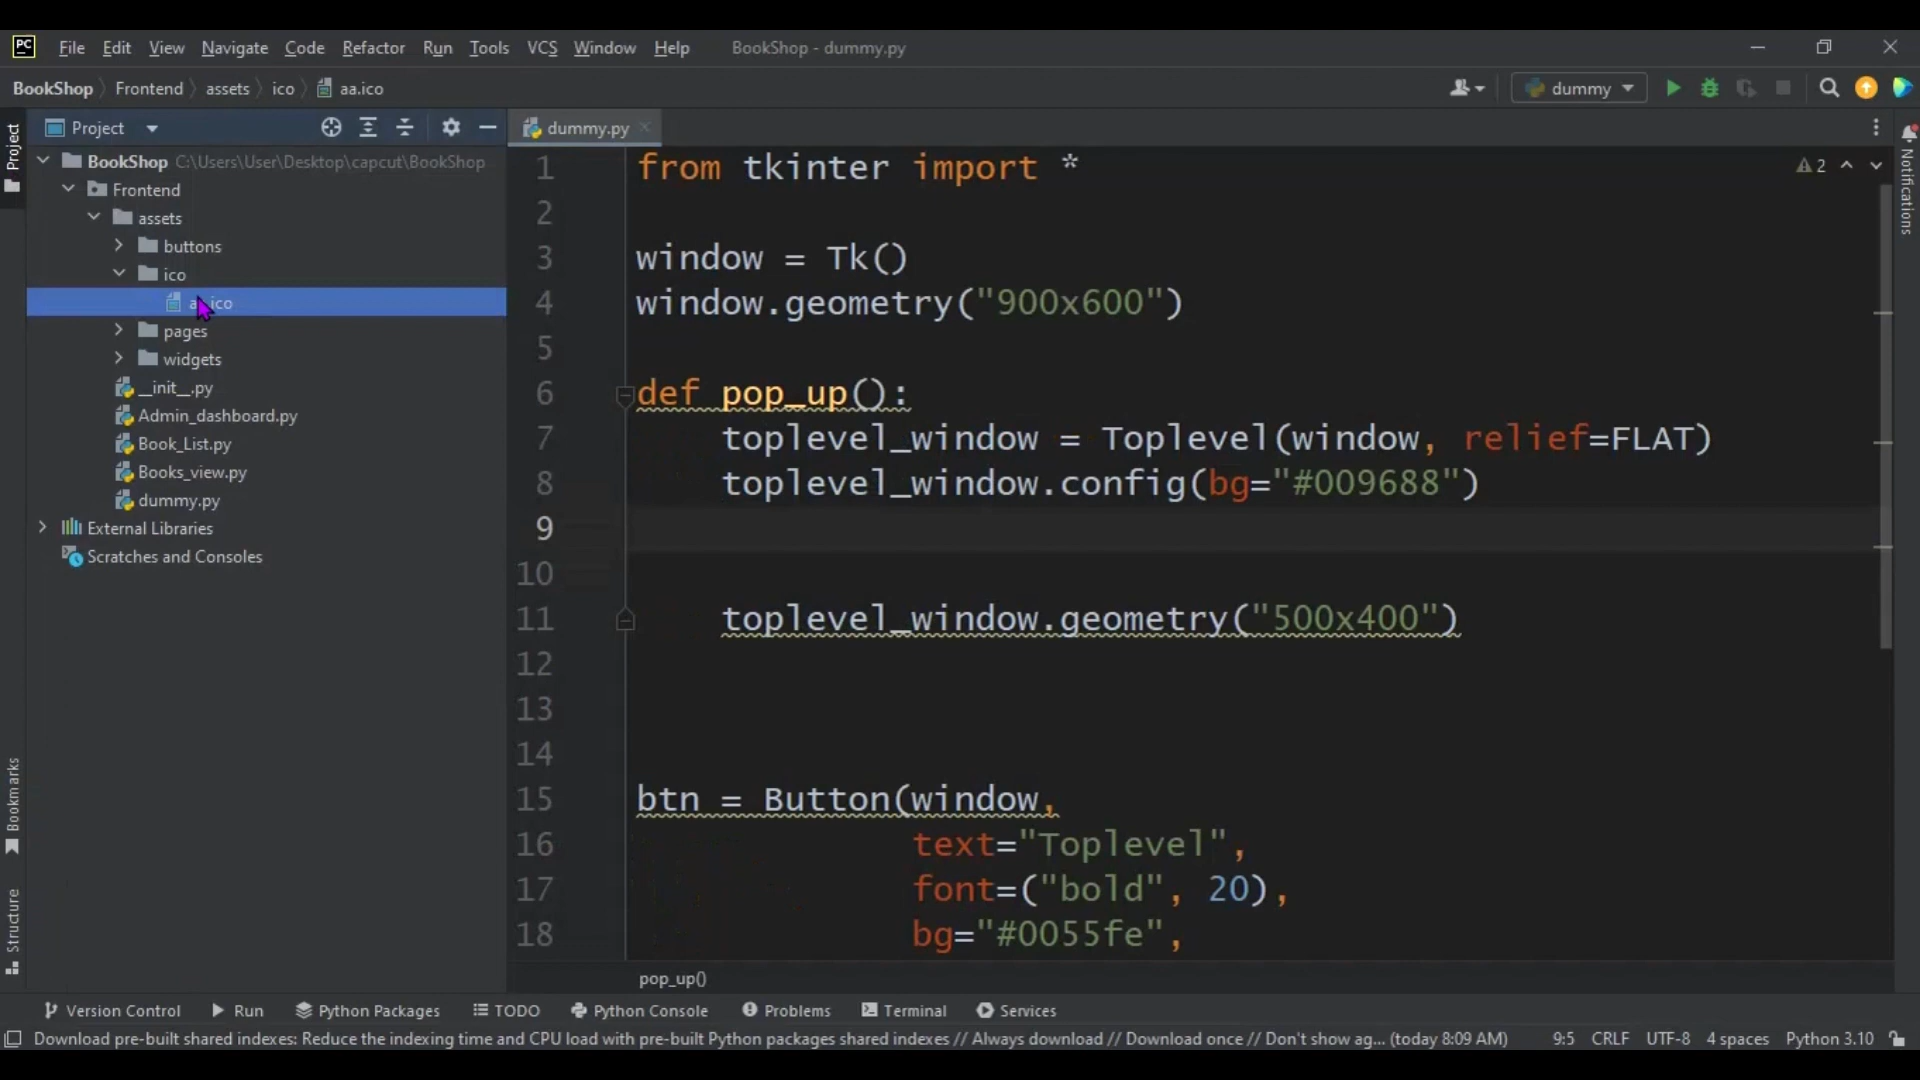 PC File Edit View Navigate Code Refactor Run Tools VCS Window Help BookShop - dummy.py
BookShop Frontend assets ico aa.ico dummy
Project
Project
dummy.py
BookShop C:\Users\User\Desktop\capcut\BookShop
Frontend
assets
buttons
ico
pages
widgets
__init__.py
Admin_dashboard.py
Book_List.py
Books_view.py
dummy.py
External Libraries
Scratches and Consoles
1 from tkinter import *
2
3 window = Tk()
4 window.geometry("900x600")
5
6 def pop_up():
7 toplevel_window = Toplevel(window, relief=FLAT)
8 toplevel_window.config(bg="#009688")
9
10
11 toplevel_window.geometry("500x400")
12
13
14
15 btn = Button(window,
16 text="Toplevel",
17 font=("bold", 20),
18 bg="#0055fe",
2
Notifications
Bookmarks
Structure
pop_up()
Version Control Run Python Packages TODO Python Console Problems Terminal Services
Download pre-built shared indexes: Reduce the indexing time and CPU load with pre-built Python packages shared indexes // Always download // Download once // Don't show ag... (today 8:09 AM) 9:5 CRLF UTF-8 4 spaces Python 3.10